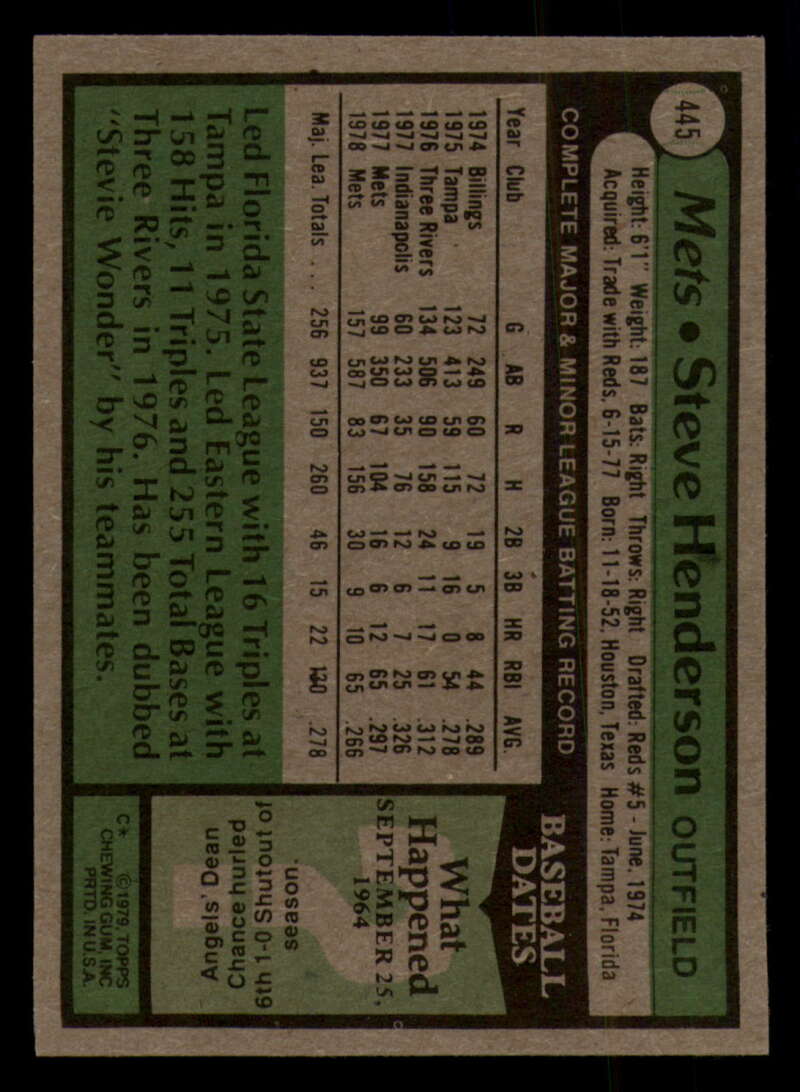 445
Mets • Steve Henderson OUTFIELD
Height: 6'1" Weight: 187 Bats: Right Throws: Right Drafted: Reds #5 - June, 1974
Acquired: Trade with Reds, 6-15-77 Born: 11-18-52, Houston, Texas Home: Tampa, Florida
COMPLETE MAJOR & MINOR LEAGUE BATTING RECORD
Year Club G AB R H 2B 3B HR RBI AVG.
1974 Billings 72 249 60 72 19 5 8 44 .289
1975 Tampa 123 413 59 115 9 16 0 54 .278
1976 Three Rivers 134 506 90 158 24 11 17 61 .312
1977 Indianapolis 60 233 35 76 12 6 7 25 .326
1977 Mets 99 350 67 104 16 6 12 65 .297
1978 Mets 157 587 83 156 30 9 10 65 .266
Maj. Lea. Totals . . . 256 937 150 260 46 15 22 130 .278
Led Florida State League with 16 Triples at
Tampa in 1975. Led Eastern League with
158 Hits, 11 Triples and 255 Total Bases at
Three Rivers in 1976. Has been dubbed
"Stevie Wonder" by his teammates.
BASEBALL
DATES
What
Happened
SEPTEMBER 25,
1964
Angels' Dean
Chance hurled
6th 1-0 Shutout of
season.
C* ©1979, TOPPS
CHEWING GUM, INC
PRTD. IN U.S.A.